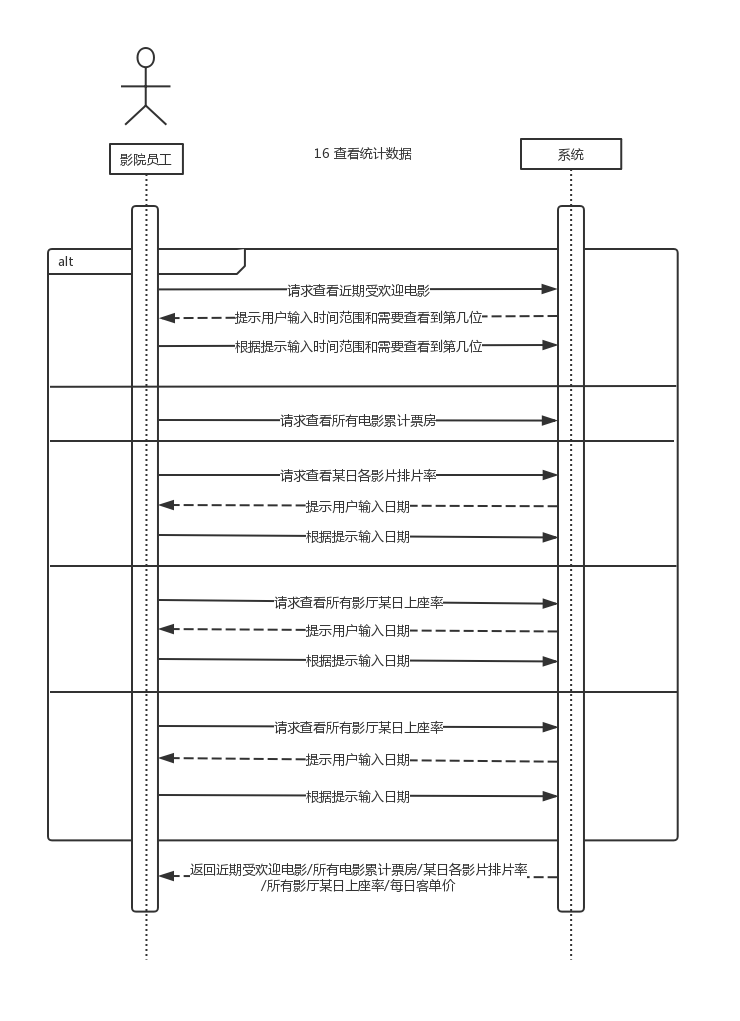 影院员工
16 查看统计数据
系统
alt
请求查看近期受欢迎电影
提示用户输入时间范围和需要查看到第几位
根据提示输入时间范围和需要查看到第几位
请求查看所有电影累计票房
请求查看某日各影片排片率
提示用户输入日期
根据提示输入日期
请求查看所有影厅某日上座率
提示用户输入日期
根据提示输入日期
请求查看所有影厅某日上座率
提示用户输入日期
根据提示输入日期
返回近期受欢迎电影/所有电影累计票房/某日各影片排片率
/所有影厅某日上座率/每日客单价